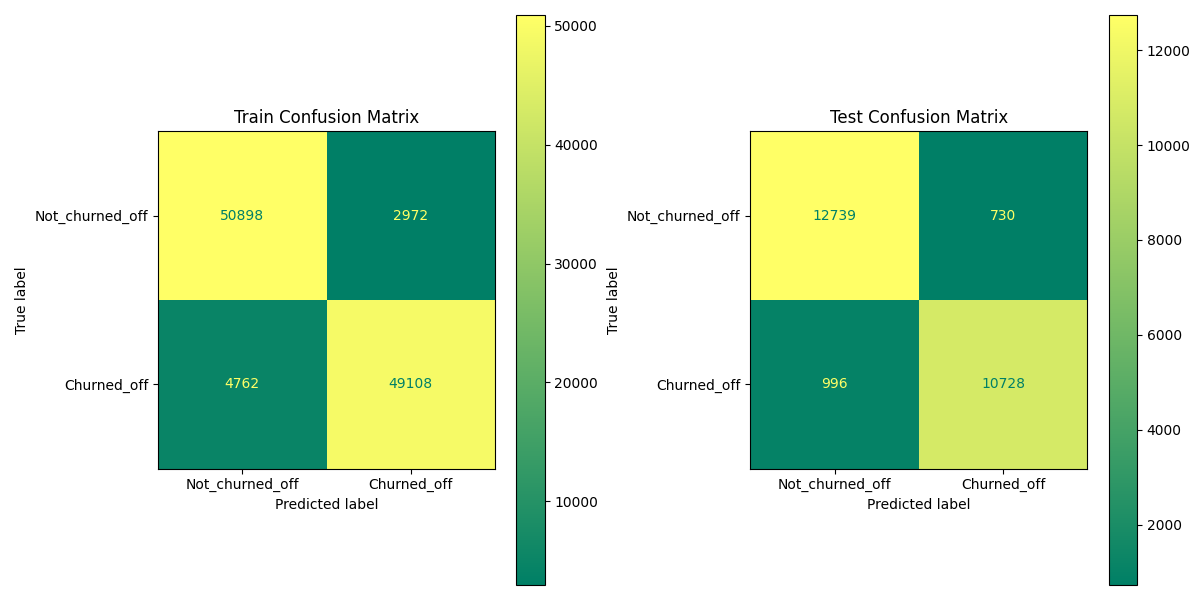 Train Confusion Matrix
True label
Not_churned_off
Churned_off
50898
2972
4762
49108
Not_churned_off
Churned_off
Predicted label
50000
40000
30000
20000
10000
Test Confusion Matrix
True label
Not_churned_off
Churned_off
12739
730
996
10728
Not_churned_off
Churned_off
Predicted label
12000
10000
8000
6000
4000
2000